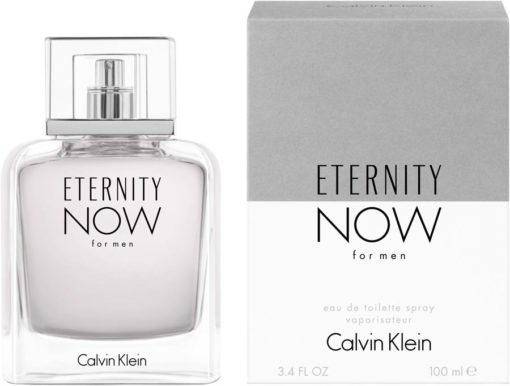 ETERNITY
NOW
for men
Calvin Klein
ETERNITY
NOW
for men
eau de toilette spray
vaporisateur
Calvin Klein
3.4 FL OZ 100 ml ℮